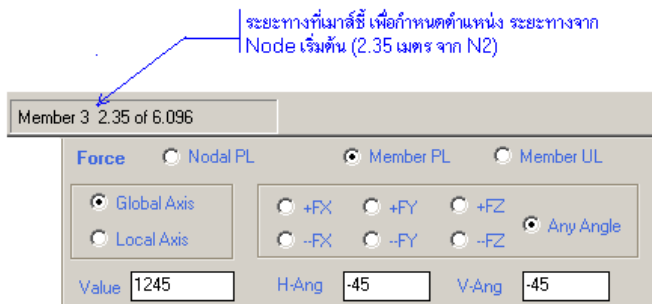 ระยะทางที่เมาส์ชี้ เพื่อกำหนดตำแหน่ง ระยะทางจาก
Node เริ่มต้น (2.35 เมตร จาก N2)
Member 3 2.35 of 6.096
Force Nodal PL Member PL Member UL
Global Axis +FX +FY +FZ Any Angle
Local Axis --FX --FY --FZ
Value 1245 H-Ang -45 V-Ang -45